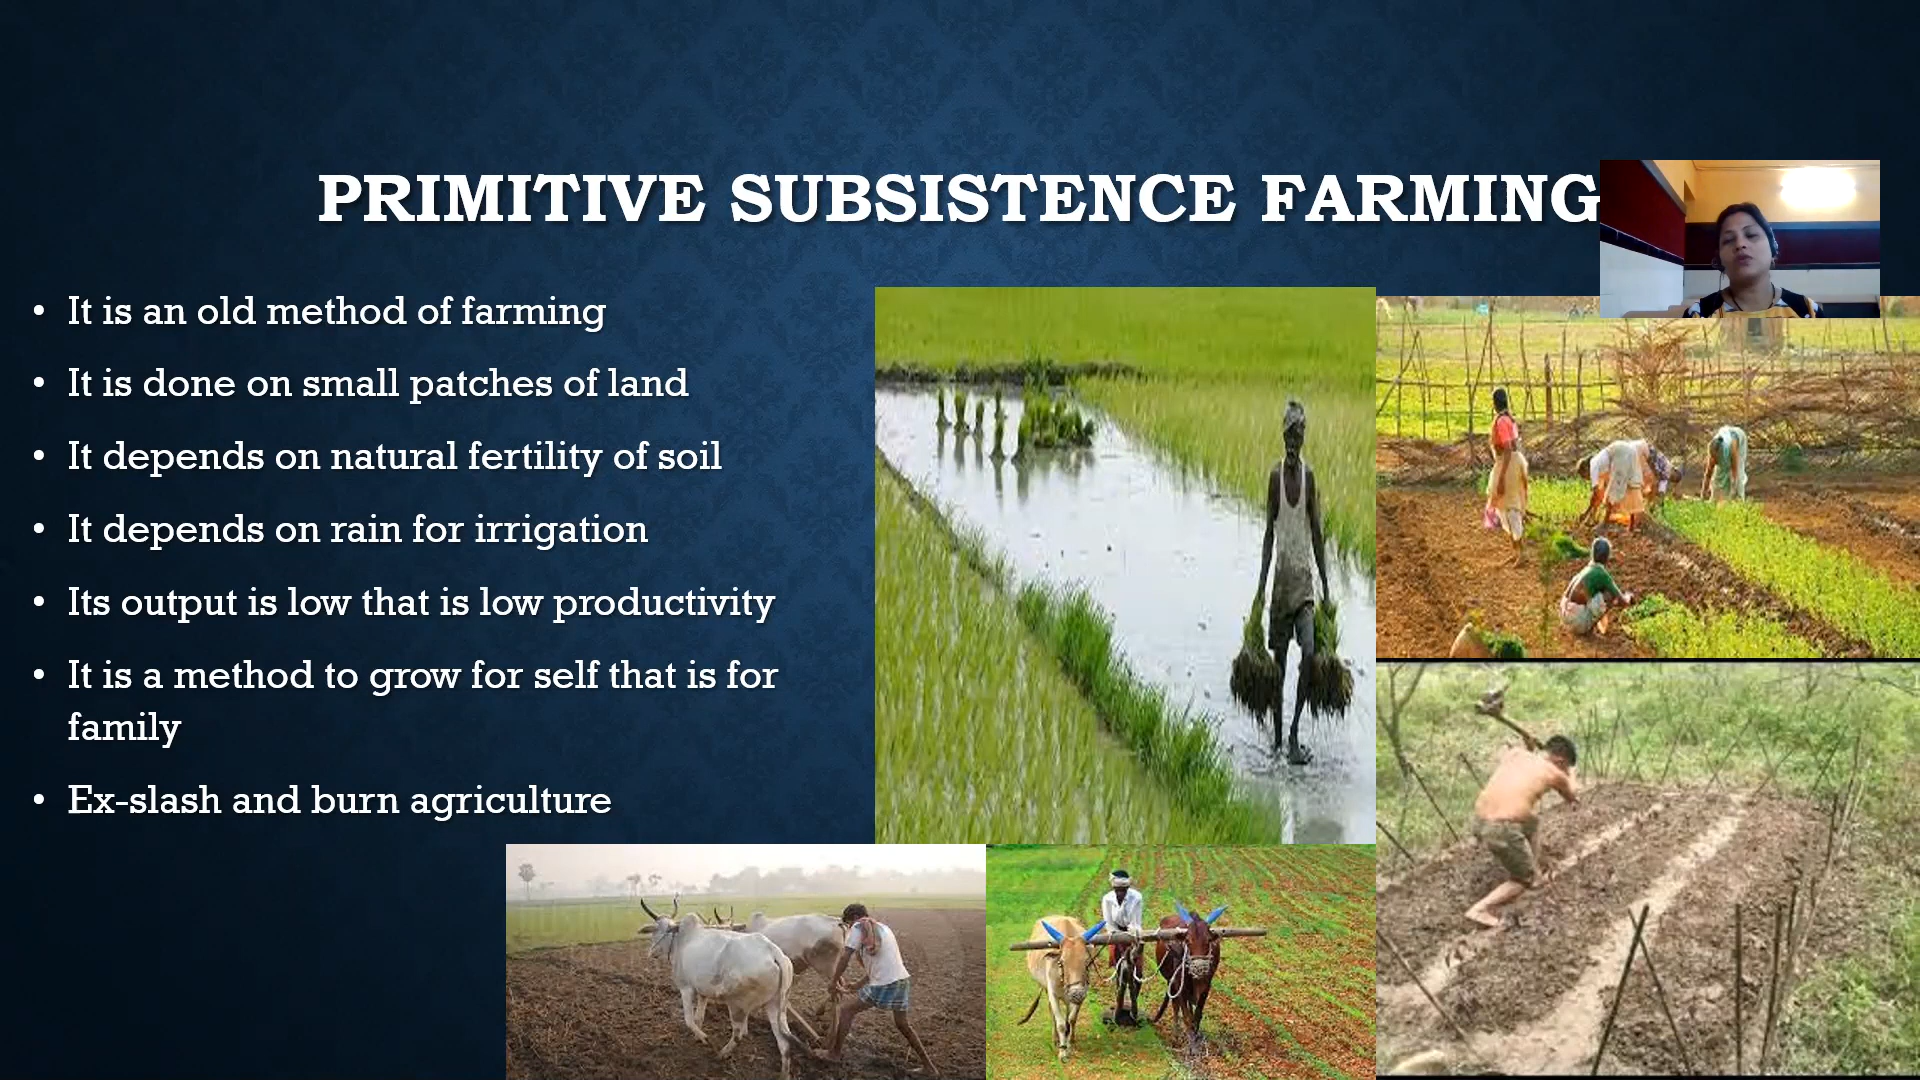 PRIMITIVE SUBSISTENCE FARMING
• It is an old method of farming
• It is done on small patches of land
• It depends on natural fertility of soil
• It depends on rain for irrigation
• Its output is low that is low productivity
• It is a method to grow for self that is for
family
• Ex-slash and burn agriculture